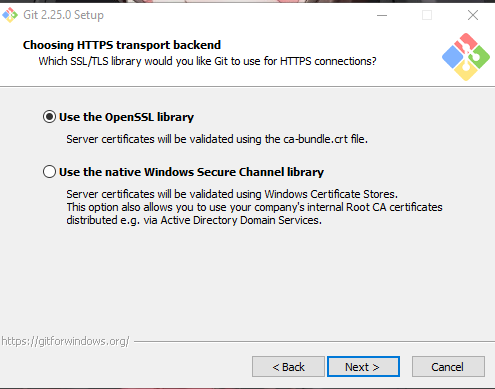 Git 2.25.0 Setup
Choosing HTTPS transport backend
Which SSL/TLS library would you like Git to use for HTTPS connections?
Use the OpenSSL library
Server certificates will be validated using the ca-bundle.crt file.
Use the native Windows Secure Channel library
Server certificates will be validated using Windows Certificate Stores.
This option also allows you to use your company's internal Root CA certificates
distributed e.g. via Active Directory Domain Services.
https://gitforwindows.org/
< Back
Next >
Cancel